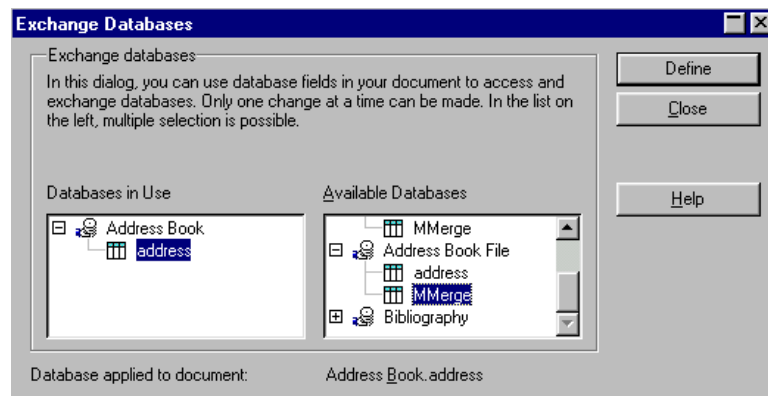 Exchange Databases
Exchange databases
In this dialog, you can use database fields in your document to access and
exchange databases. Only one change at a time can be made. In the list on
the left, multiple selection is possible.
Define
Close
Help
Databases in Use
Address Book
address
Available Databases
MMerge
Address Book File
address
MMerge
Bibliography
Database applied to document: Address Book.address